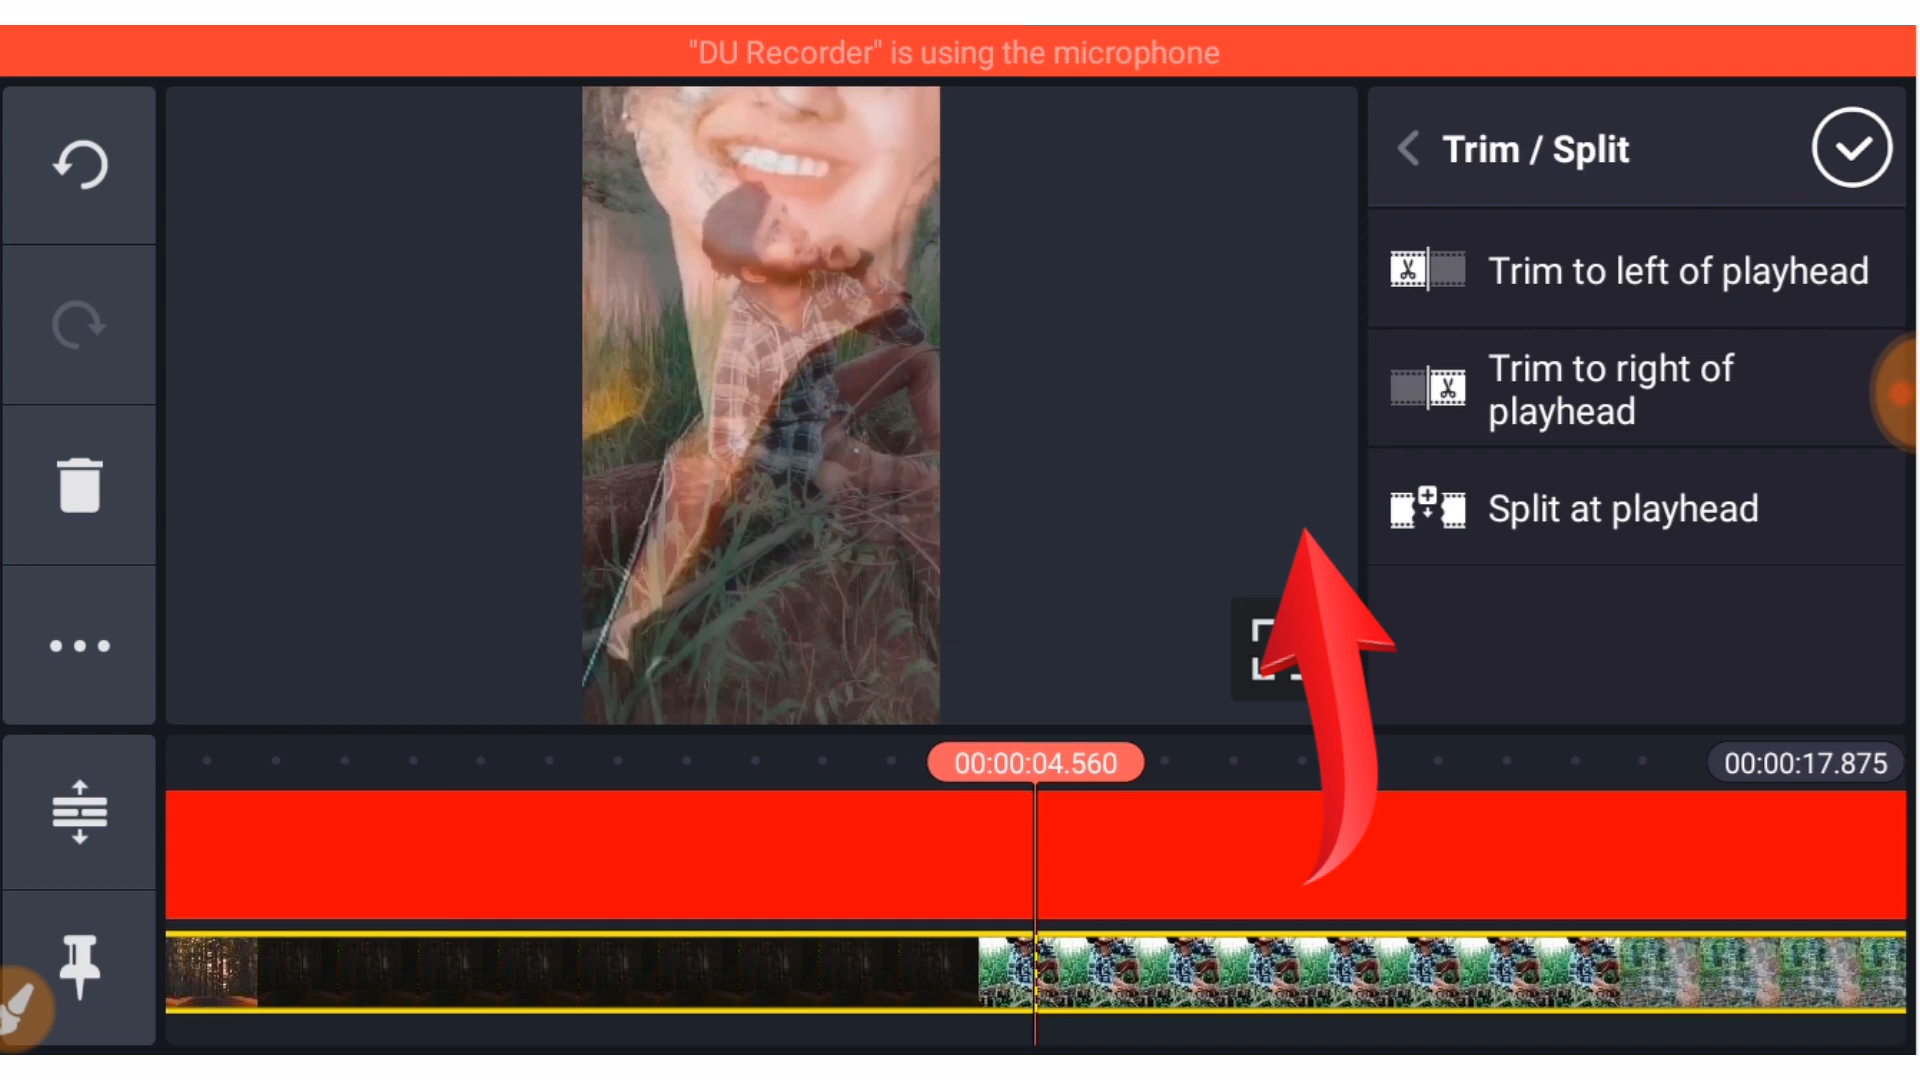 "DU Recorder" is using the microphone
Trim / Split
Trim to left of playhead
Trim to right of
playhead
Split at playhead
00:00:04.560
00:00:17.875